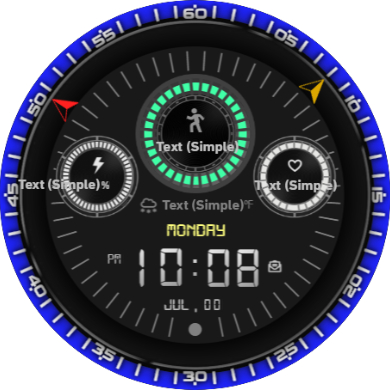 60
05
10
15
20
25
30
35
40
45
50
55
Text (Simple)
Text (Simple)%
Text (Simple)
Text (Simple)°F
MONDAY
PM 10:08
JUL, 00